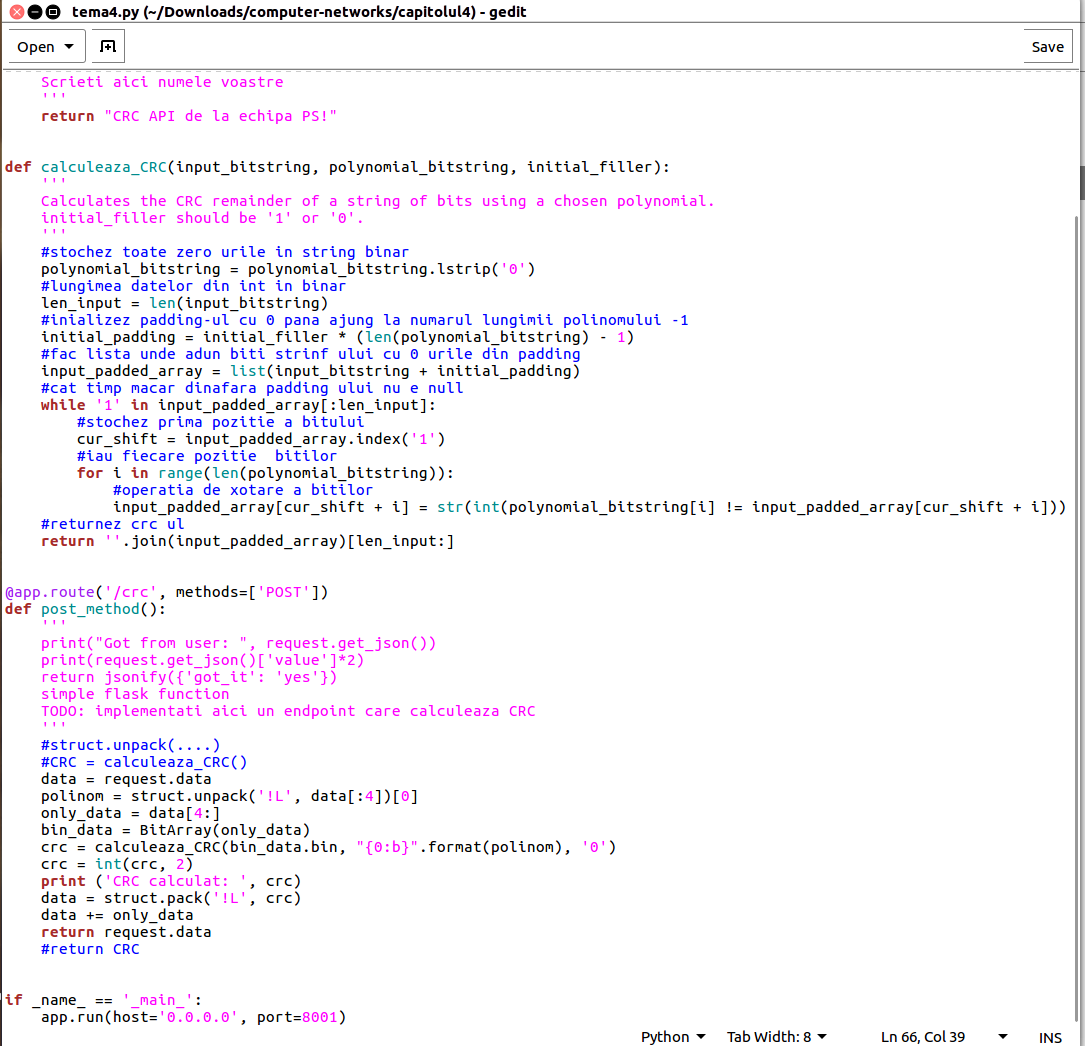 tema4.py (~/Downloads/computer-networks/capitolul4) - gedit
Open Save
    Scrieti aici numele voastre
    '''
    return "CRC API de la echipa PS!"

def calculeaza_CRC(input_bitstring, polynomial_bitstring, initial_filler):
    '''
    Calculates the CRC remainder of a string of bits using a chosen polynomial.
    initial_filler should be '1' or '0'.
    '''
    #stochez toate zero urile in string binar
    polynomial_bitstring = polynomial_bitstring.lstrip('0')
    #lungimea datelor din int in binar
    len_input = len(input_bitstring)
    #inializez padding-ul cu 0 pana ajung la numarul lungimii polinomului -1
    initial_padding = initial_filler * (len(polynomial_bitstring) - 1)
    #fac lista unde adun biti strinf ului cu 0 urile din padding
    input_padded_array = list(input_bitstring + initial_padding)
    #cat timp macar dinafara padding ului nu e null
    while '1' in input_padded_array[:len_input]:
        #stochez prima pozitie a bitului
        cur_shift = input_padded_array.index('1')
        #iau fiecare pozitie  bitilor
        for i in range(len(polynomial_bitstring)):
            #operatia de xotare a bitilor
            input_padded_array[cur_shift + i] = str(int(polynomial_bitstring[i] != input_padded_array[cur_shift + i]))
    #returnez crc ul
    return ''.join(input_padded_array)[len_input:]

@app.route('/crc', methods=['POST'])
def post_method():
    '''
    print("Got from user: ", request.get_json())
    print(request.get_json()['value']*2)
    return jsonify({'got_it': 'yes'})
    simple flask function
    TODO: implementati aici un endpoint care calculeaza CRC
    '''
    #struct.unpack(....)
    #CRC = calculeaza_CRC()
    data = request.data
    polinom = struct.unpack('!L', data[:4])[0]
    only_data = data[4:]
    bin_data = BitArray(only_data)
    crc = calculeaza_CRC(bin_data.bin, "{0:b}".format(polinom), '0')
    crc = int(crc, 2)
    print ('CRC calculat: ', crc)
    data = struct.pack('!L', crc)
    data += only_data
    return request.data
    #return CRC

if _name_ == '_main_':
    app.run(host='0.0.0.0', port=8001)
Python Tab Width: 8 Ln 66, Col 39 INS